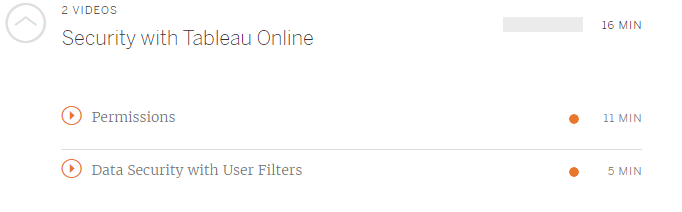 2 VIDEOS
Security with Tableau Online
16 MIN
Permissions
11 MIN
Data Security with User Filters
5 MIN